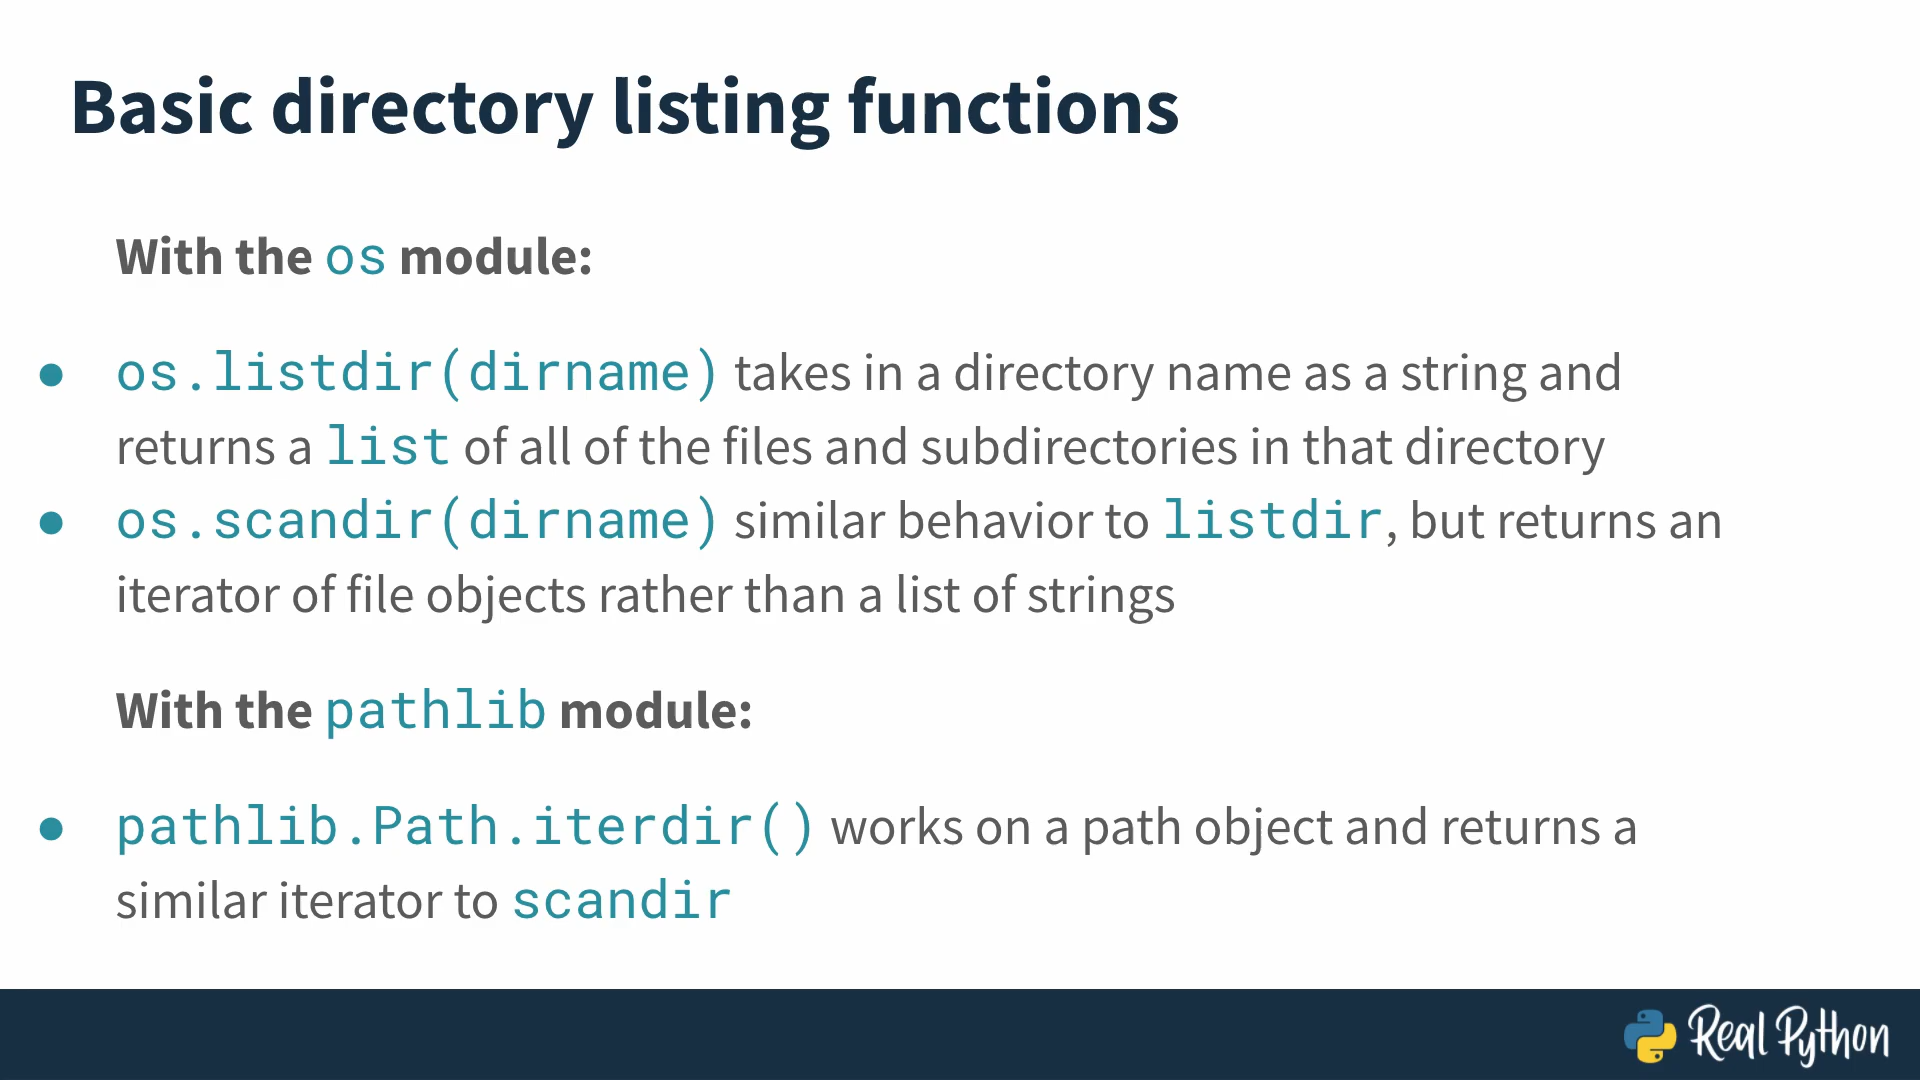 Basic directory listing functions
With the os module:
● os.listdir(dirname) takes in a directory name as a string and
returns a list of all of the files and subdirectories in that directory
● os.scandir(dirname) similar behavior to listdir, but returns an
iterator of file objects rather than a list of strings
With the pathlib module:
● pathlib.Path.iterdir() works on a path object and returns a
similar iterator to scandir
Real Python